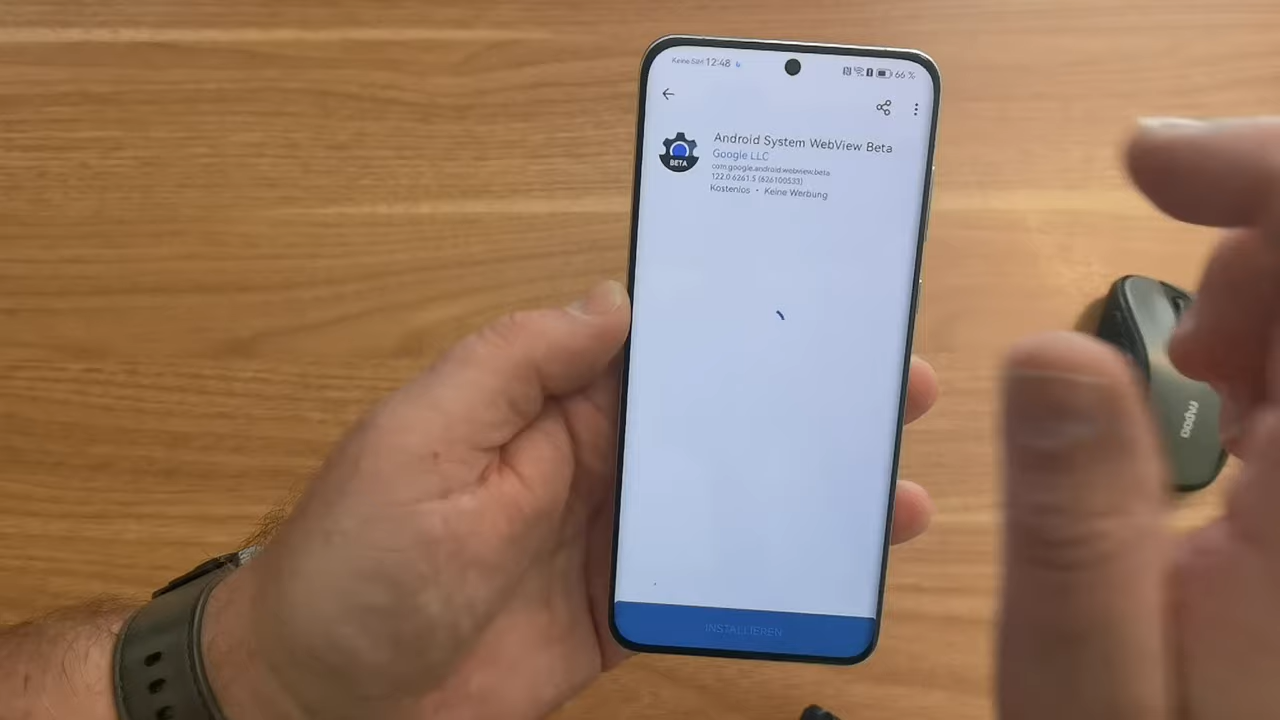 Keine SIM 12:48 66 %
Android System WebView Beta
BETA
Google LLC
com.google.android.webview.beta
122.0.6261.5 (626100533)
Kostenlos • Keine Werbung
INSTALLIEREN
rapoo